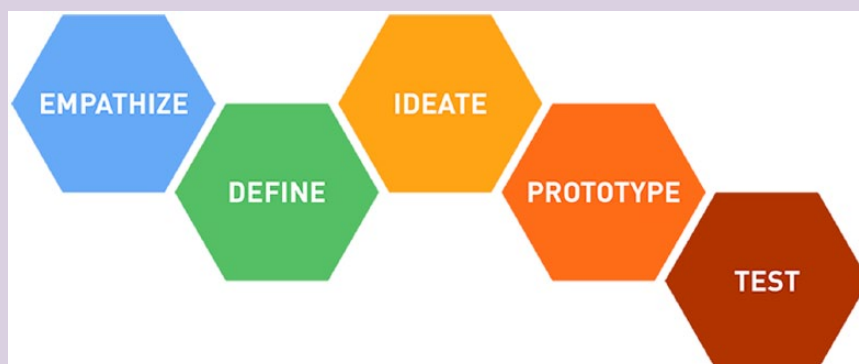 EMPATHIZE
DEFINE
IDEATE
PROTOTYPE
TEST